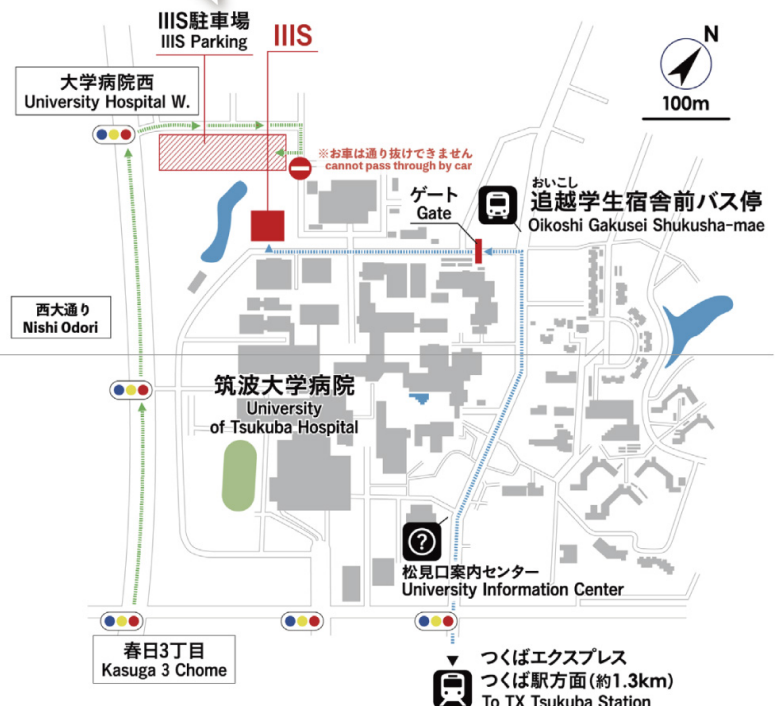 IIIS駐車場
IIIS Parking
IIIS
N
100m
大学病院西
University Hospital W.
※お車は通り抜けできません
cannot pass through by car
ゲート
Gate
おいこし
追越学生宿舎前バス停
Oikoshi Gakusei Shukusha-mae
西大通り
Nishi Odori
筑波大学病院
University
of Tsukuba Hospital
?
松見口案内センター
University Information Center
春日3丁目
Kasuga 3 Chome
つくばエクスプレス
つくば駅方面(約1.3km)
To TX Tsukuba Station